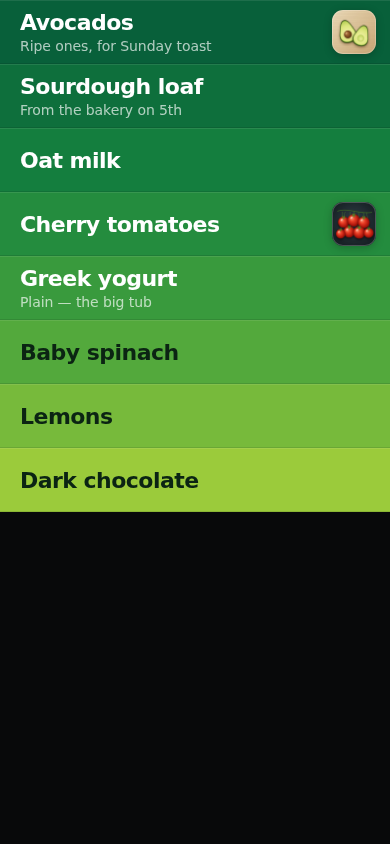 Avocados
Ripe ones, for Sunday toast
Sourdough loaf
From the bakery on 5th
Oat milk
Cherry tomatoes
Greek yogurt
Plain — the big tub
Baby spinach
Lemons
Dark chocolate